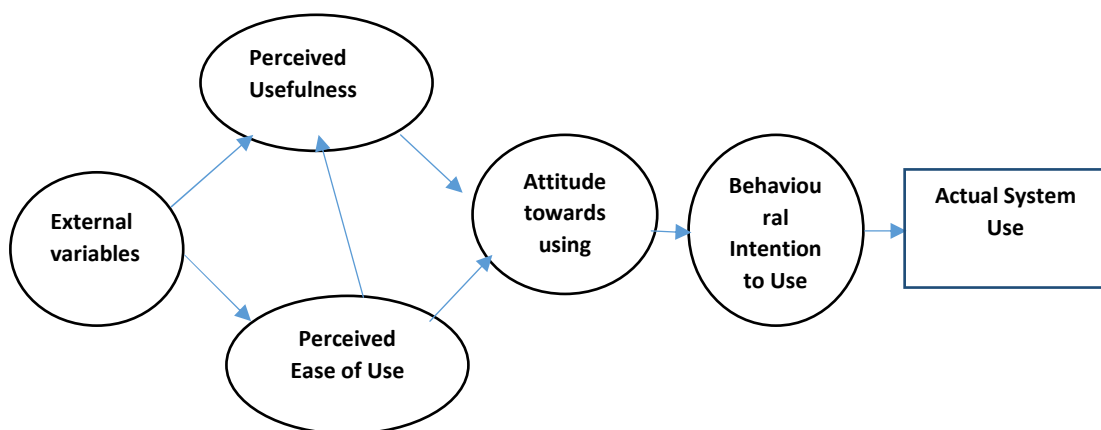 Perceived
Usefulness
External
variables
Perceived
Ease of Use
Attitude
towards
using
Behaviou
ral
Intention
to Use
Actual System
Use